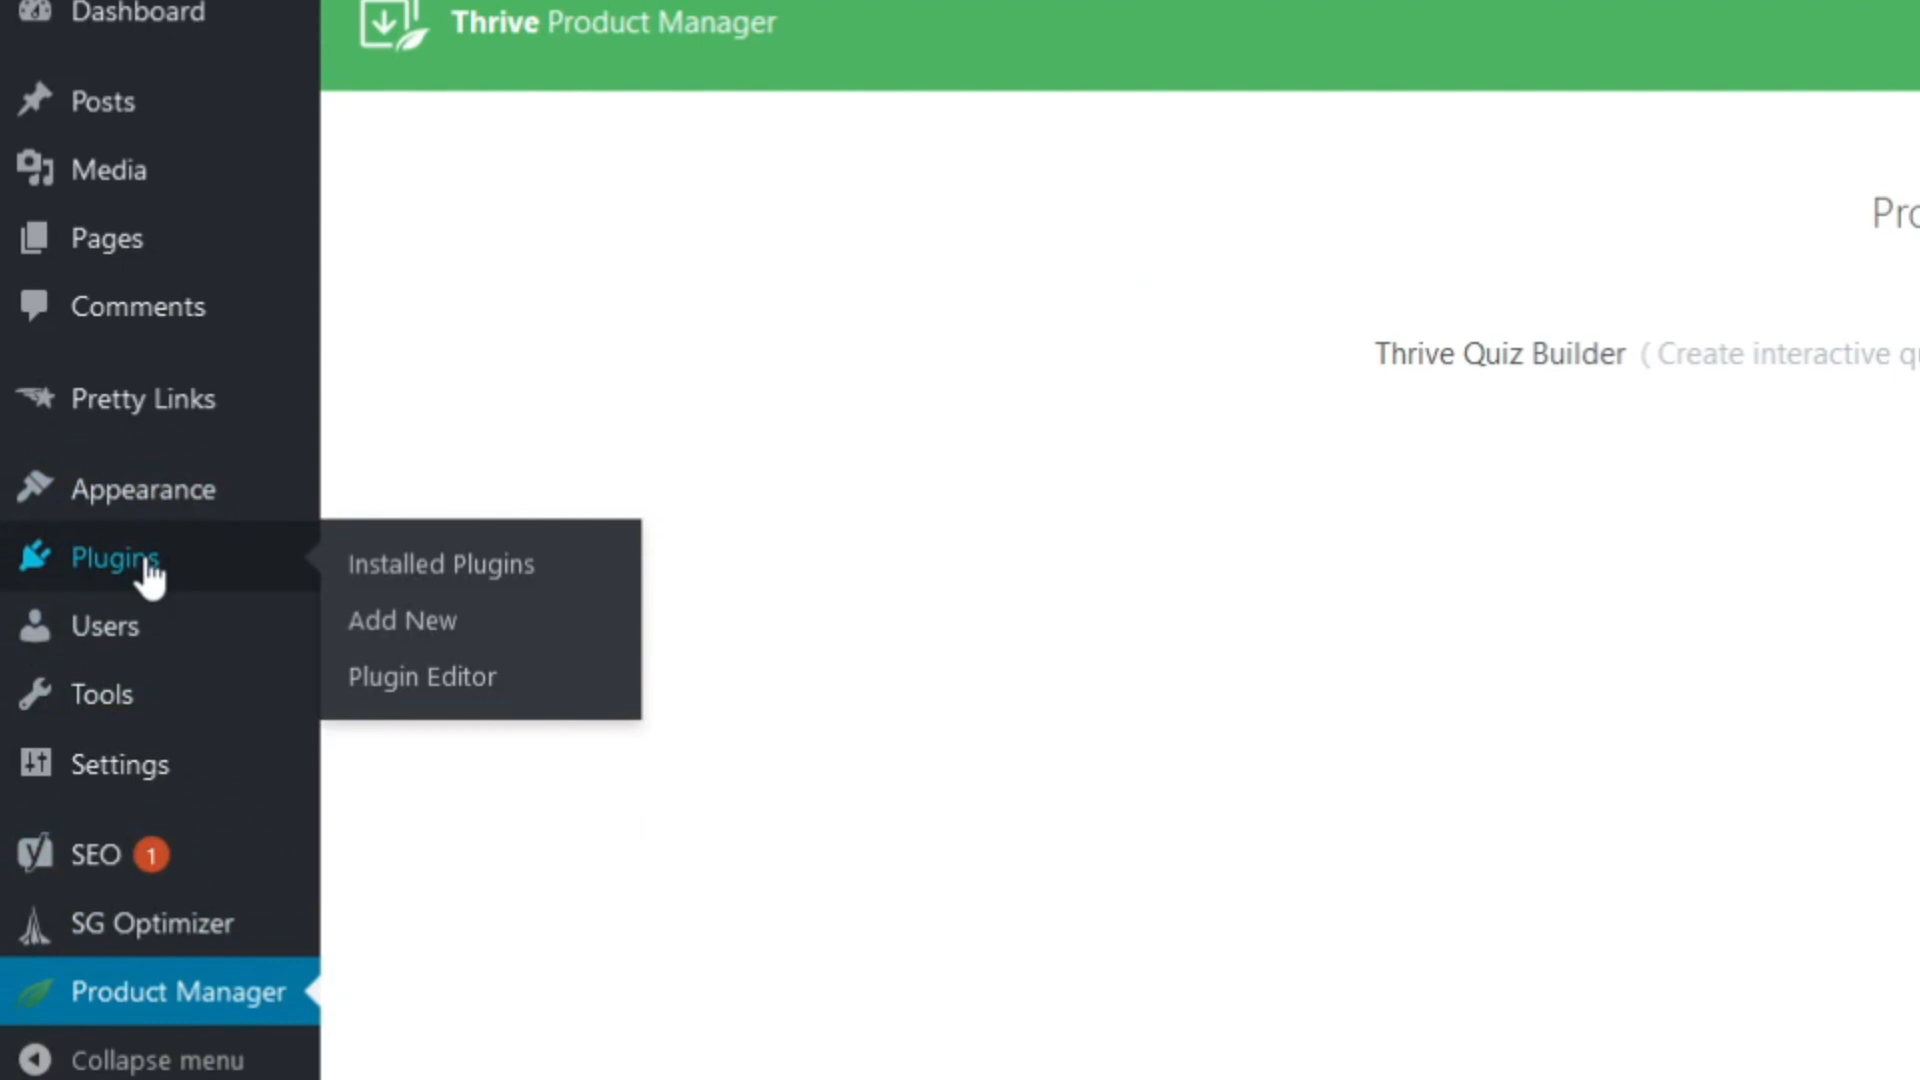 Dashboard
Thrive Product Manager
Posts
Media
Pages
Comments
Pretty Links
Appearance
Plugins
Installed Plugins
Add New
Plugin Editor
Users
Tools
Settings
SEO 1
SG Optimizer
Product Manager
Collapse menu
Pro
Thrive Quiz Builder ( Create interactive qu